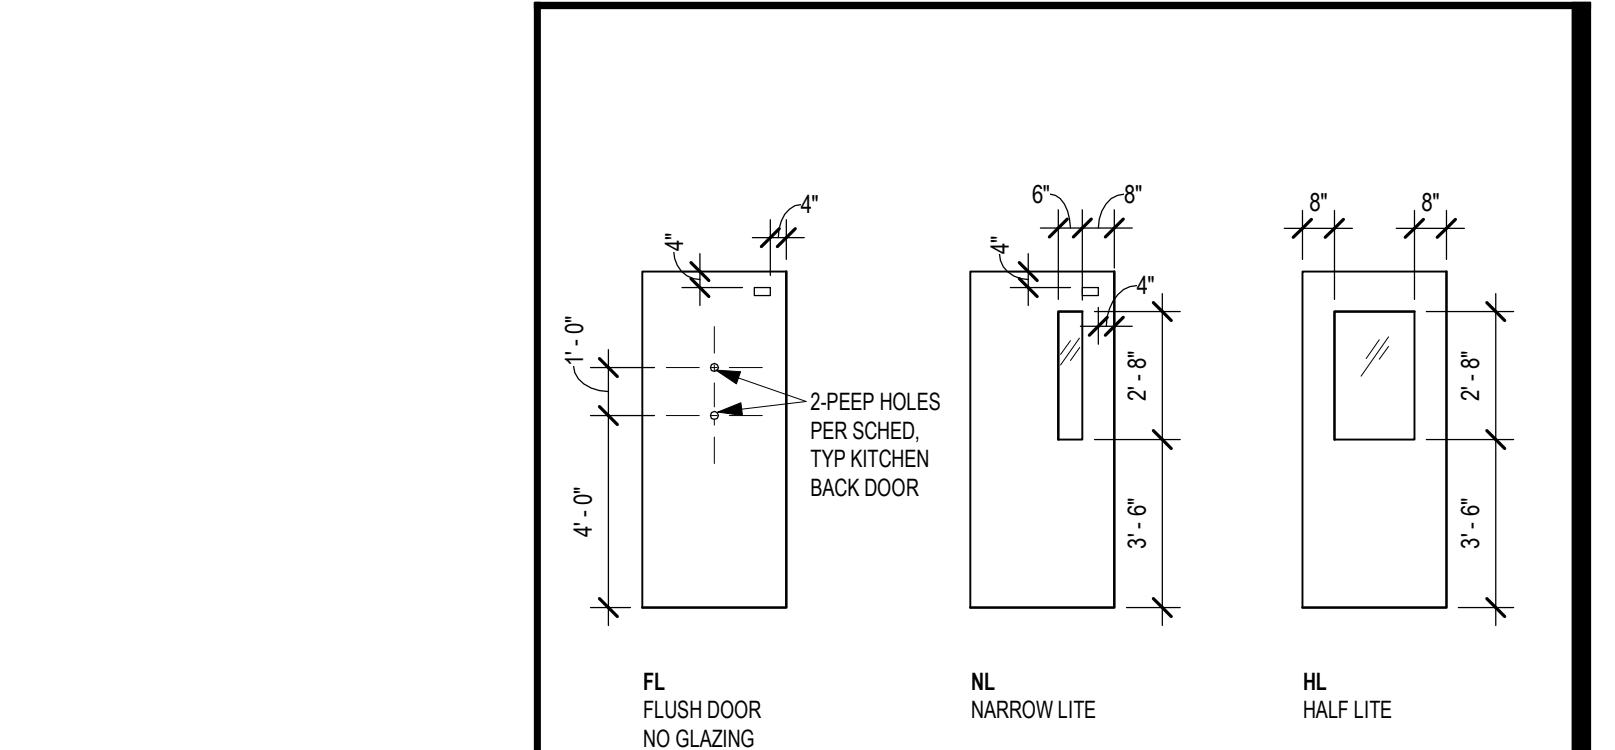 4"
4"
1' - 0"
4' - 0"
2-PEEP HOLES
PER SCHED,
TYP KITCHEN
BACK DOOR
FL
FLUSH DOOR
NO GLAZING
6"
8"
4"
4"
2' - 8"
3' - 6"
NL
NARROW LITE
8"
8"
2' - 8"
3' - 6"
HL
HALF LITE